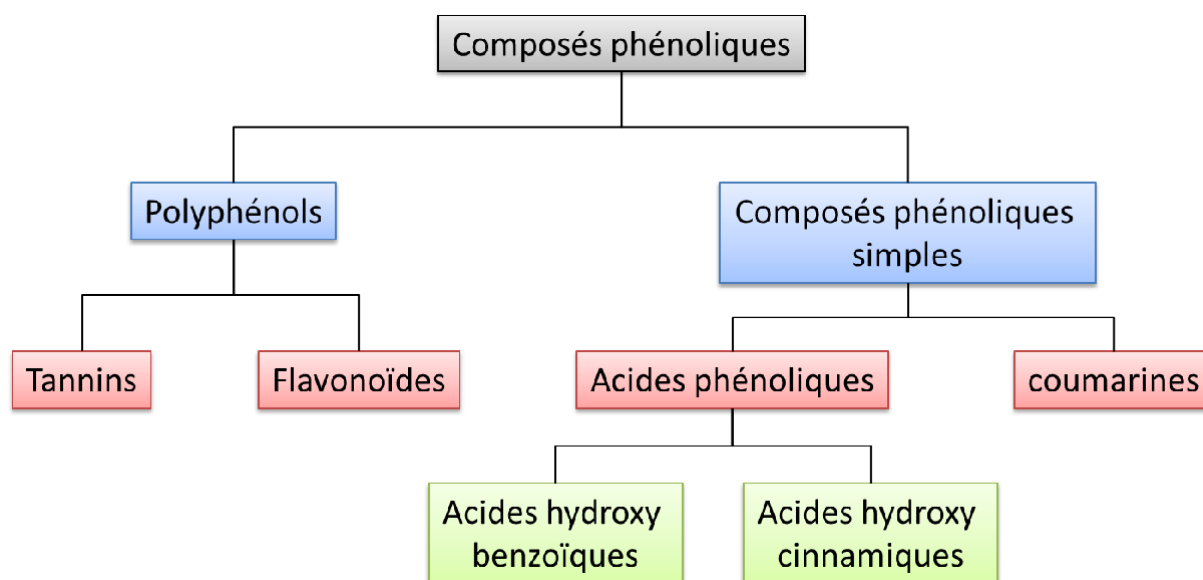 Composés phénoliques
Polyphénols
Composés phénoliques
simples
Tannins
Flavonoïdes
Acides phénoliques
coumarines
Acides hydroxy
benzoïques
Acides hydroxy
cinnamiques